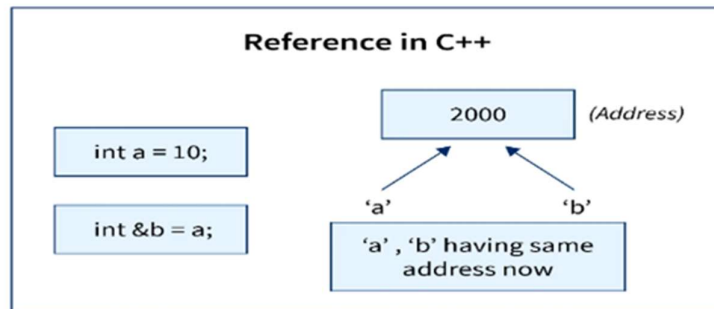 Reference in C++
int a = 10;
int &b = a;
2000
(Address)
‘a’
‘b’
‘a’ , ‘b’ having same
address now